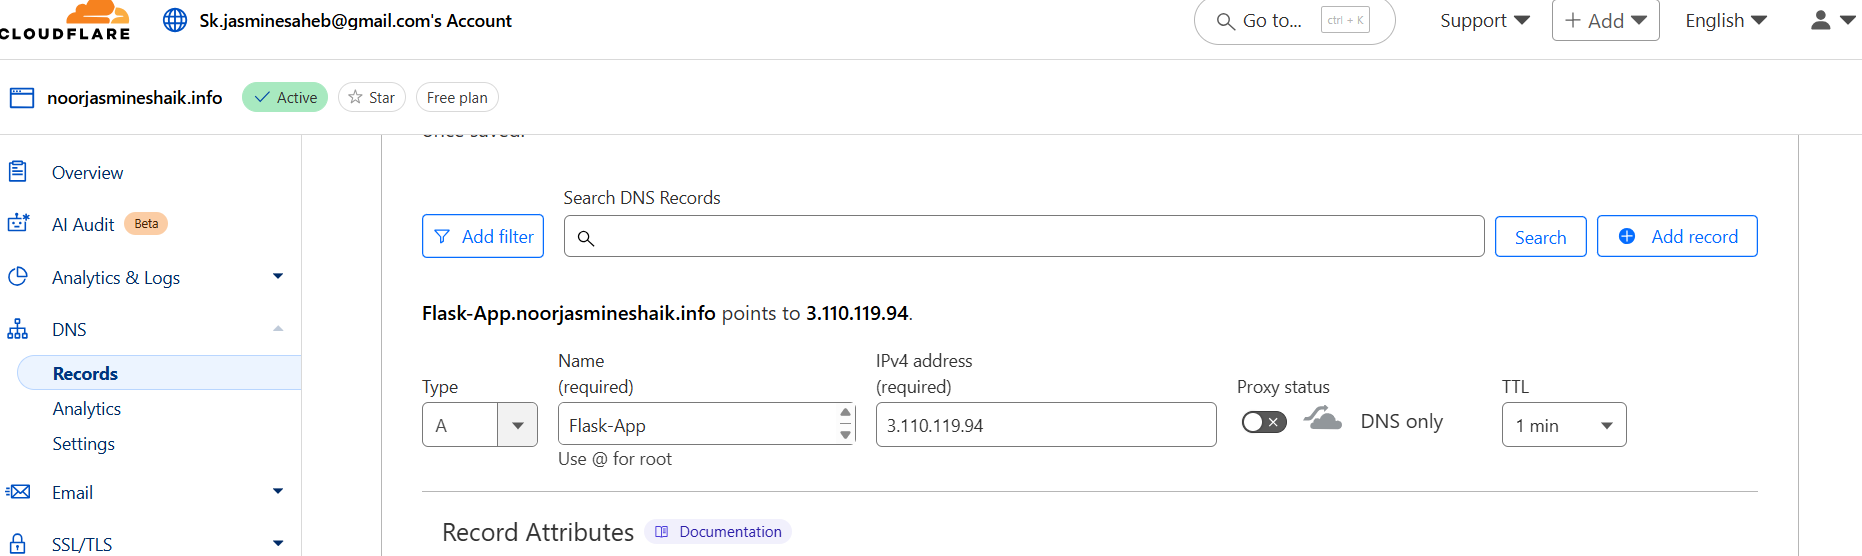 CLOUDFLARE
Sk.jasminesaheb@gmail.com's Account
Go to...
ctrl + K
Support
+ Add
English
noorjasmineshaik.info
Active
Star
Free plan
once saved.
Overview
AI Audit
Beta
Analytics & Logs
DNS
Records
Analytics
Settings
Email
SSL/TLS
Search DNS Records
Add filter
Search
Add record
Flask-App.noorjasmineshaik.info points to 3.110.119.94.
Type
Name
(required)
IPv4 address
(required)
Proxy status
TTL
A
Flask-App
3.110.119.94
DNS only
1 min
Use @ for root
Record Attributes
Documentation